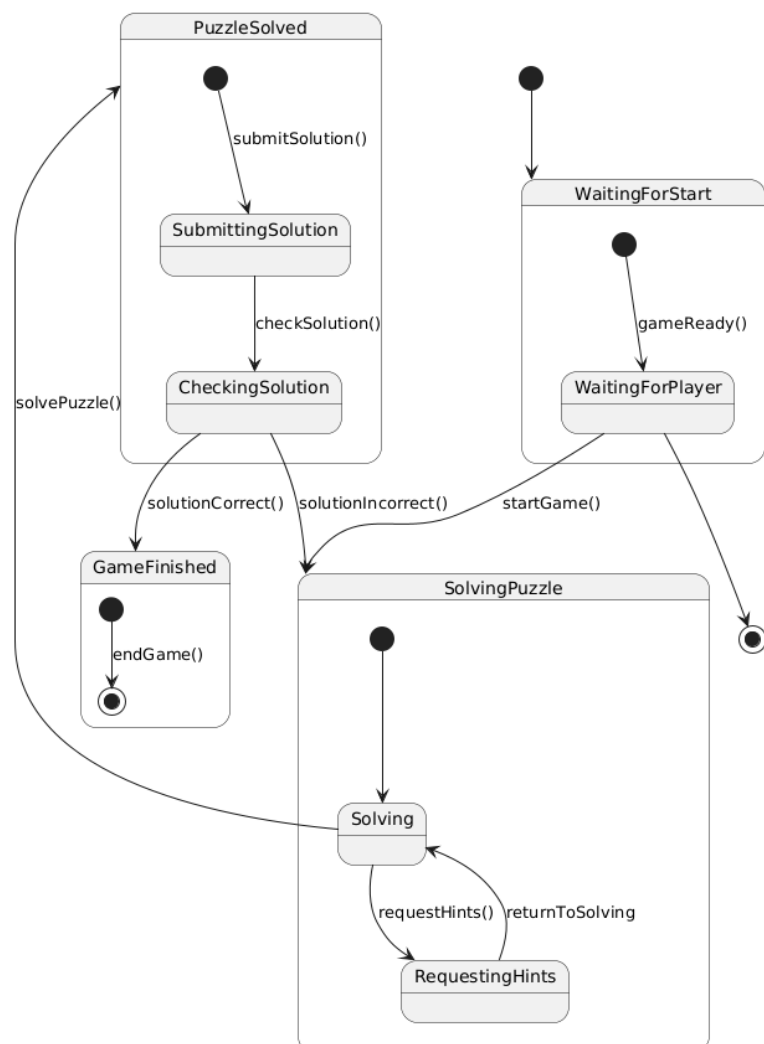 PuzzleSolved
submitSolution()
WaitingForStart
SubmittingSolution
gameReady()
checkSolution()
CheckingSolution
WaitingForPlayer
solvePuzzle()
solutionCorrect()
solutionIncorrect()
startGame()
GameFinished
SolvingPuzzle
endGame()
Solving
requestHints()
returnToSolving
RequestingHints